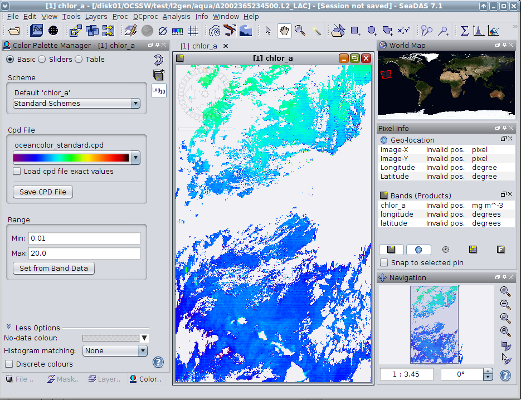 [1] chlor_a - [/disk01/OCSSW/test/l2gen/aqua/A2002365234500.L2_LAC] - [Session not saved] - SeaDAS 7.1
File Edit View Tools Layers Proc OCproc Analysis Info Window Help
Color Palette Manager - [1] chlor_a
Basic Sliders Table
Scheme
Default 'chlor_a'
Standard Schemes
Cpd File
oceancolor_standard.cpd
Load cpd file exact values
Save CPD File
Range
Min: 0.01
Max: 20.0
Set from Band Data
Less Options
No-data colour:
Histogram matching: None
Discrete colours
File ... Mask.. Layer... Color..
[1] chlor_a
[1] chlor_a
World Map
Pixel Info
Geo-location
Image-X Invalid pos. pixel
Image-Y Invalid pos. pixel
Longitude Invalid pos. degree
Latitude Invalid pos. degree
Bands (Products)
chlor_a Invalid pos. mg m^-3
longitude Invalid pos. degrees
latitude Invalid pos. degrees
Snap to selected pin
Navigation
1 : 3.45 0°